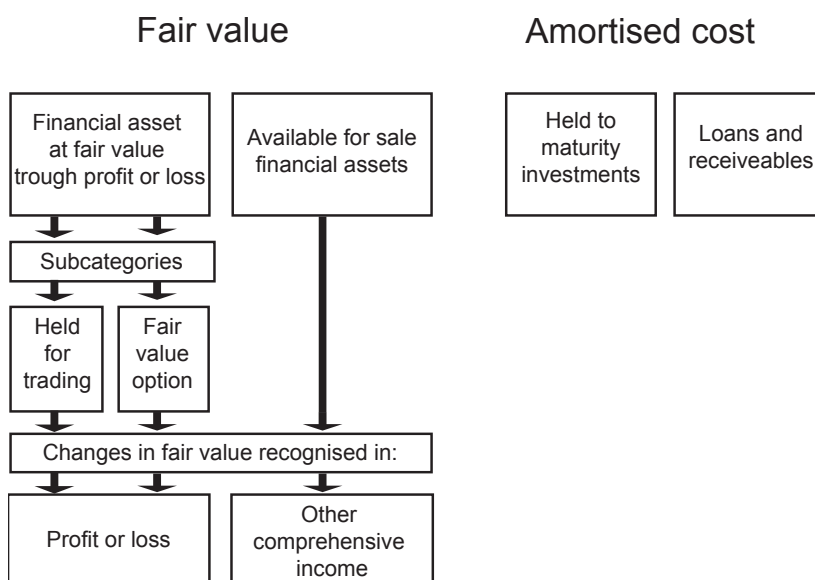 Fair value
Amortised cost
Financial asset
at fair value
trough profit or loss
Available for sale
financial assets
Held to
maturity
investments
Loans and
receiveables
Subcategories
Held
for
trading
Fair
value
option
Changes in fair value recognised in:
Profit or loss
Other
comprehensive
income